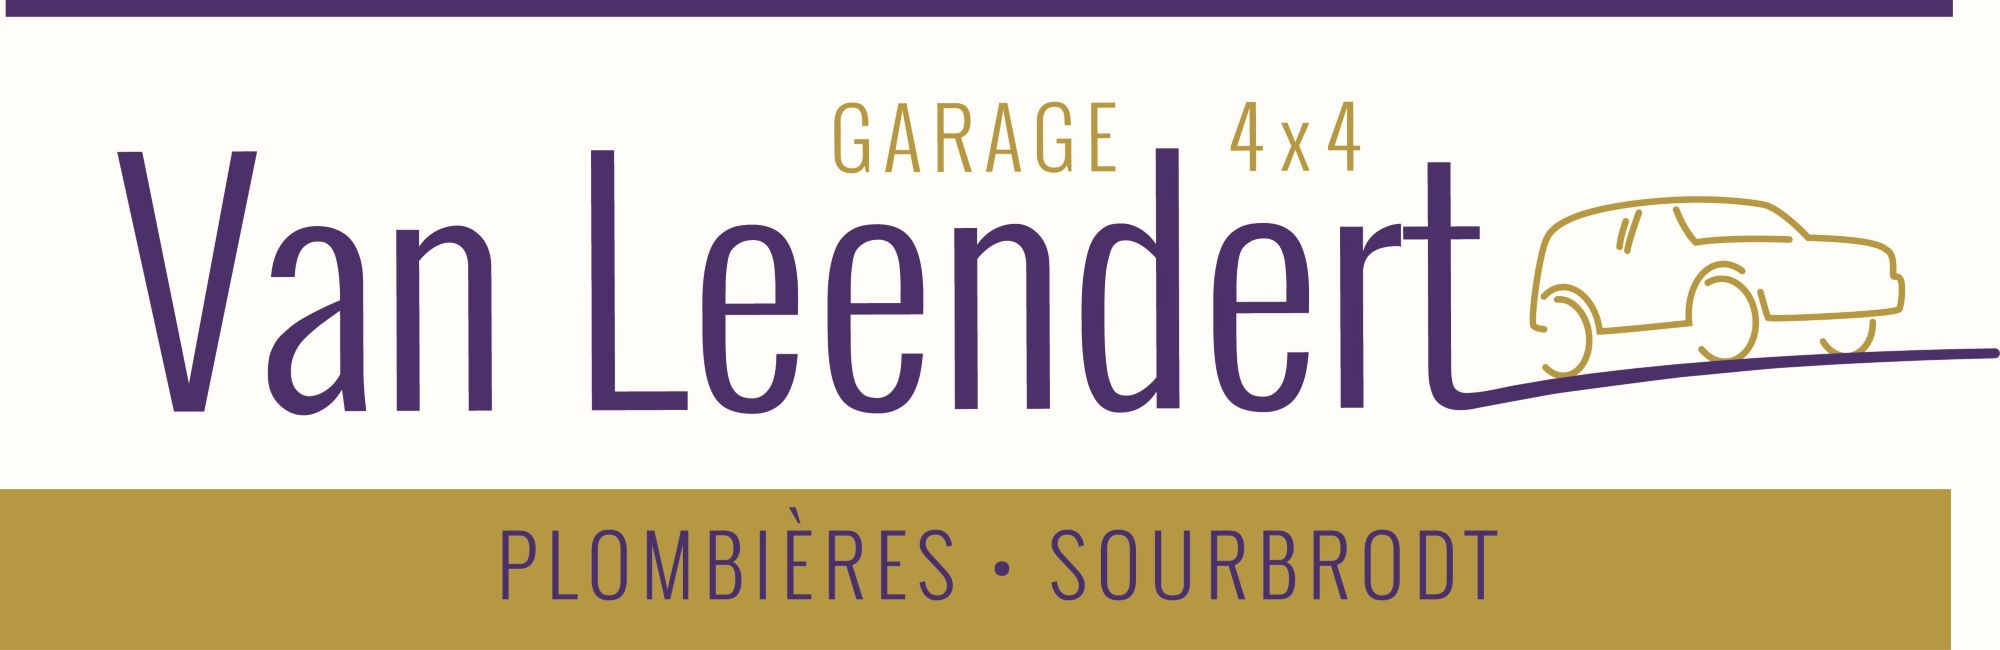 GARAGE 4x4
Van Leendert
PLOMBIÈRES • SOURBRODT